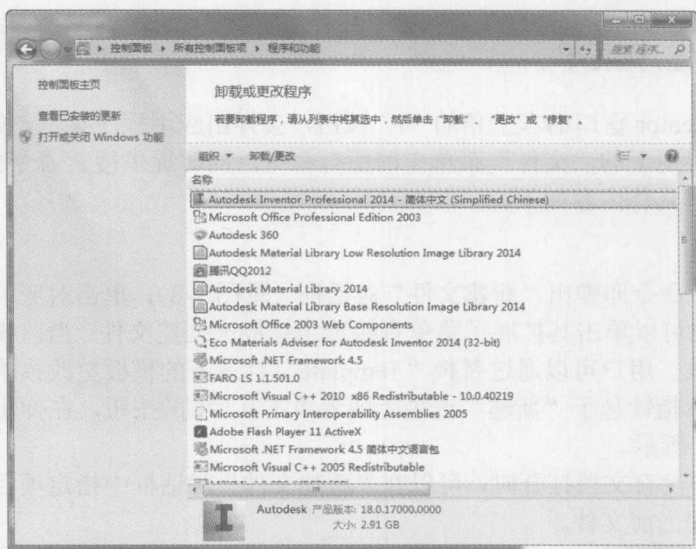 控制面板 ▸ 所有控制面板项 ▸ 程序和功能
搜索 程序...
控制面板主页
查看已安装的更新
打开或关闭 Windows 功能
卸载或更改程序
若要卸载程序，请从列表中将其选中，然后单击“卸载”、“更改”或“修复”。
组织 卸载/更改
名称
Autodesk Inventor Professional 2014 - 简体中文 (Simplified Chinese)
Microsoft Office Professional Edition 2003
Autodesk 360
Autodesk Material Library Low Resolution Image Library 2014
腾讯QQ2012
Autodesk Material Library 2014
Autodesk Material Library Base Resolution Image Library 2014
Microsoft Office 2003 Web Components
Eco Materials Adviser for Autodesk Inventor 2014 (32-bit)
Microsoft .NET Framework 4.5
FARO LS 1.1.501.0
Microsoft Visual C++ 2010 x86 Redistributable - 10.0.40219
Microsoft Primary Interoperability Assemblies 2005
Adobe Flash Player 11 ActiveX
Microsoft .NET Framework 4.5 简体中文语言包
Microsoft Visual C++ 2005 Redistributable
Autodesk 产品版本: 18.0.17000.0000
大小: 2.91 GB